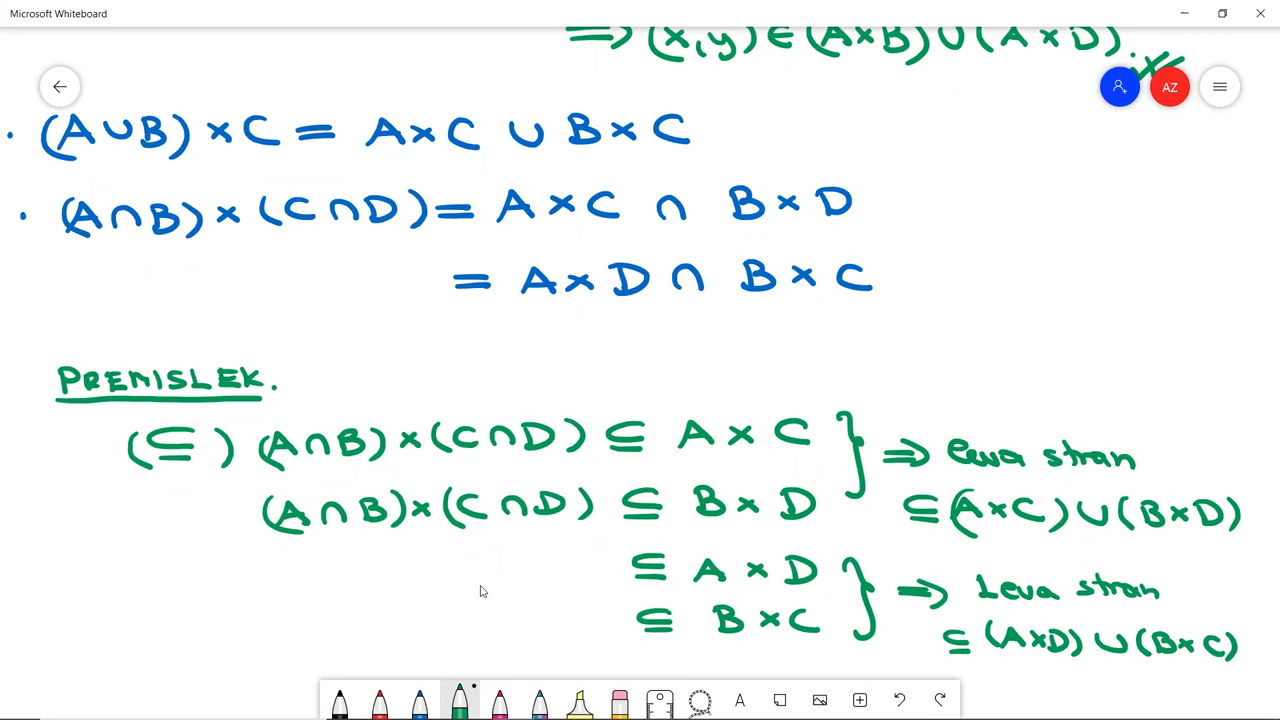 Microsoft Whiteboard
⟹ (x,y) ∈ (A×B) ∪ (A×D).
AZ
· (A∪B) × C = A×C ∪ B×C
· (A∩B) × (C∩D) = A×C ∩ B×D
= A×D ∩ B×C
PREMISLEK.
(⊆) (A∩B) × (C∩D) ⊆ A × C
(A∩B) × (C∩D) ⊆ B × D
⟹ leva stran
⊆ (A×C) ∪ (B×D)
⊆ A × D
⊆ B × C
⟹ Leva stran
⊆ (A×D) ∪ (B×C)
A